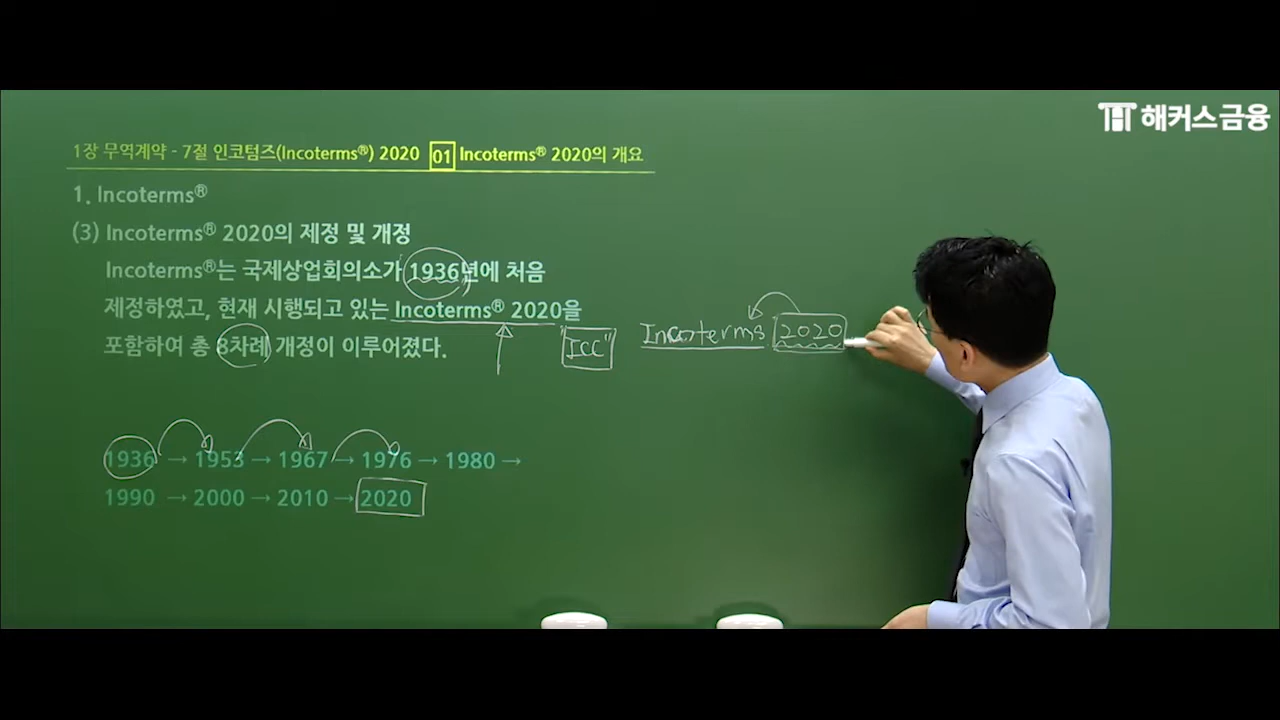 해커스금융
1장 무역계약 - 7절 인코텀즈(Incoterms®) 2020 01 Incoterms® 2020의 개요
1. Incoterms®
(3) Incoterms® 2020의 제정 및 개정
Incoterms®는 국제상업회의소가 1936년에 처음
제정하였고, 현재 시행되고 있는 Incoterms® 2020을
포함하여 총 8차례 개정이 이루어졌다.
"ICC"
Incoterms 2020
1936 → 1953 → 1967 → 1976 → 1980 →
1990 → 2000 → 2010 → 2020